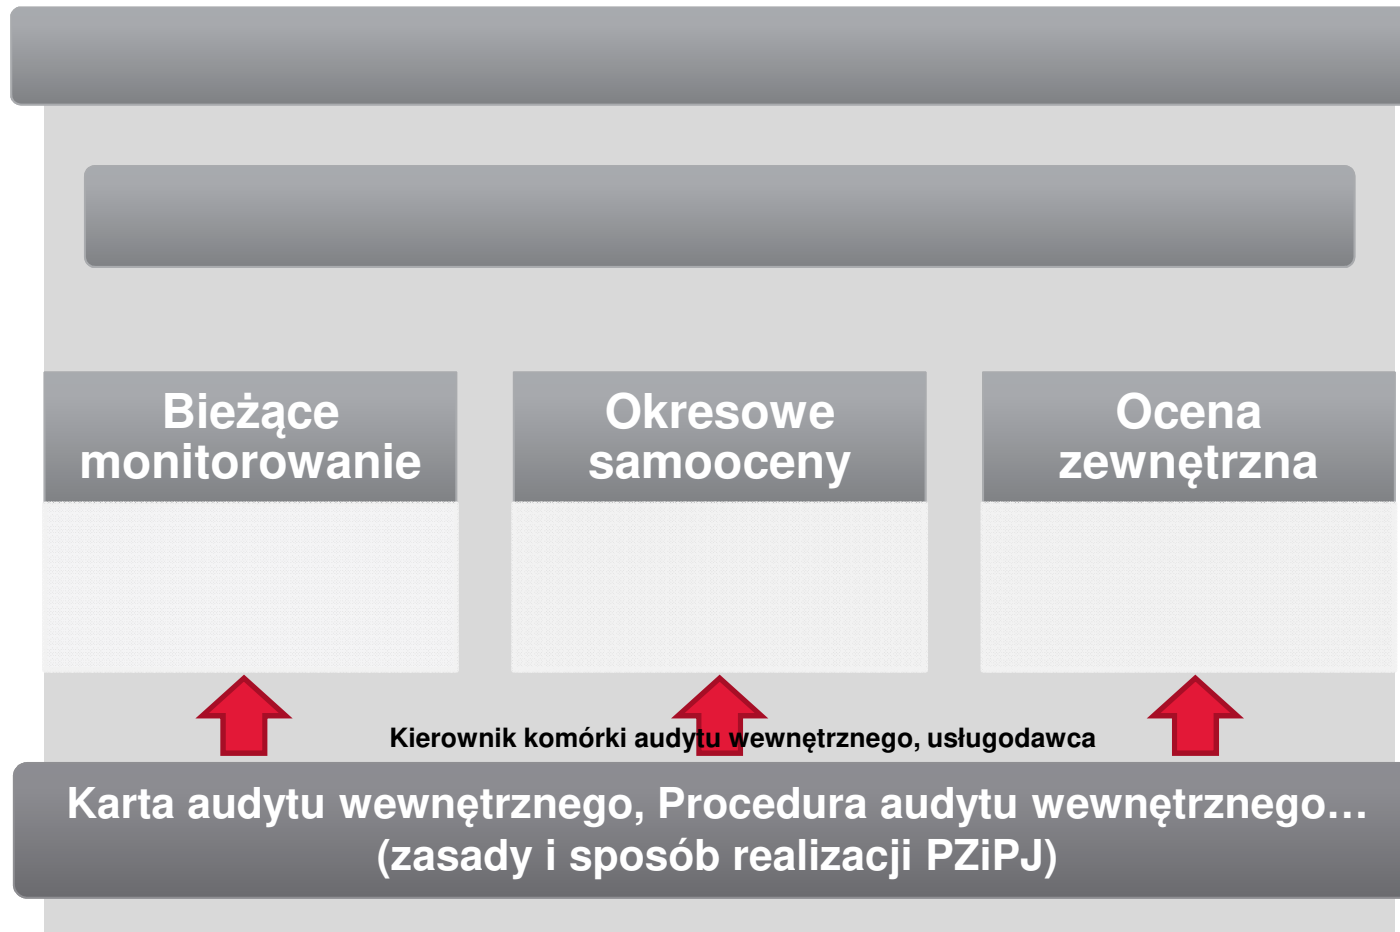 Bieżące
monitorowanie
Okresowe
samooceny
Ocena
zewnętrzna
Kierownik komórki audytu wewnętrznego, usługodawca
Karta audytu wewnętrznego, Procedura audytu wewnętrznego…
(zasady i sposób realizacji PZiPJ)